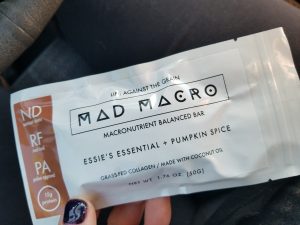 UP / AGAINST THE GRAIN
MAD MACRO
MACRONUTRIENT BALANCED BAR
ESSIE'S ESSENTIAL + PUMPKIN SPICE
GRASS-FED COLLAGEN / MADE WITH COCONUT OIL
NET WT. 1.76 OZ. (50G)
ND
RF
PA
15g
protein